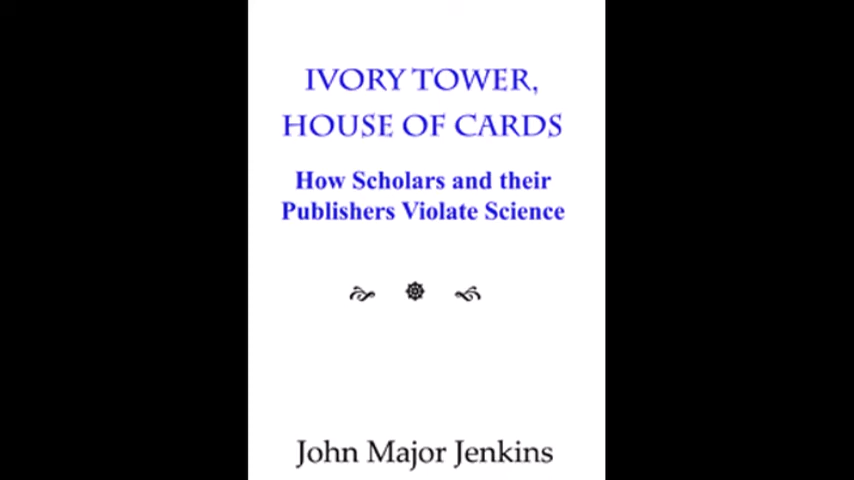 IVORY TOWER,
HOUSE OF CARDS
How Scholars and their
Publishers Violate Science
John Major Jenkins